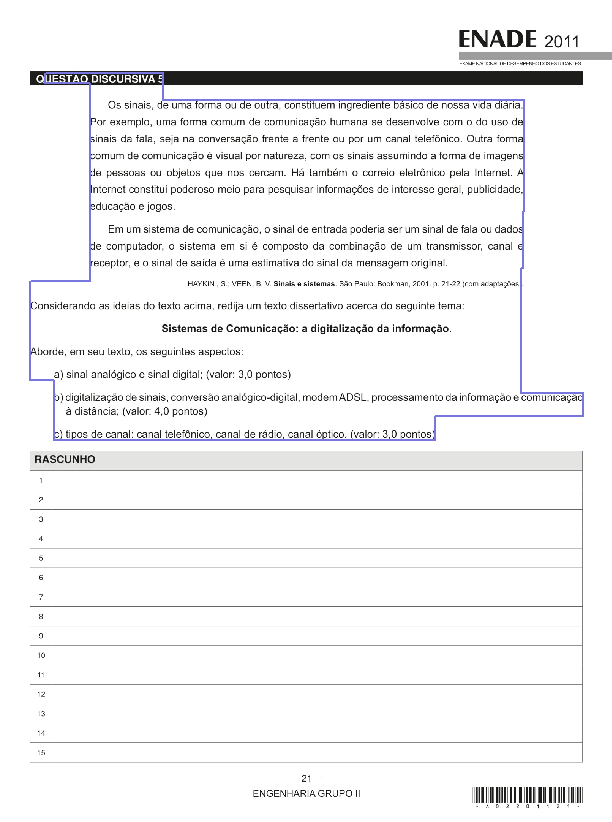 ENADE 2011
EXAME NACIONAL DE DESEMPENHO DOS ESTUDANTES
QUESTÃO DISCURSIVA 5
Os sinais, de uma forma ou de outra, constituem ingrediente básico de nossa vida diária.
Por exemplo, uma forma comum de comunicação humana se desenvolve com o do uso de
sinais da fala, seja na conversação frente a frente ou por um canal telefônico. Outra forma
comum de comunicação é visual por natureza, com os sinais assumindo a forma de imagens
de pessoas ou objetos que nos cercam. Há também o correio eletrônico pela Internet. A
Internet constitui poderoso meio para pesquisar informações de interesse geral, publicidade,
educação e jogos.
Em um sistema de comunicação, o sinal de entrada poderia ser um sinal de fala ou dados
de computador, o sistema em si é composto da combinação de um transmissor, canal e
receptor, e o sinal de saída é uma estimativa do sinal da mensagem original.
HAYKIN , S.; VEEN, B. V. Sinais e sistemas. São Paulo: Bookman, 2001. p. 21-22 (com adaptações).
Considerando as ideias do texto acima, redija um texto dissertativo acerca do seguinte tema:
Sistemas de Comunicação: a digitalização da informação.
Aborde, em seu texto, os seguintes aspectos:
a) sinal analógico e sinal digital; (valor: 3,0 pontos)
b) digitalização de sinais, conversão analógico-digital, modem ADSL, processamento da informação e comunicação
à distância; (valor: 4,0 pontos)
c) tipos de canal: canal telefônico, canal de rádio, canal óptico. (valor: 3,0 pontos)
RASCUNHO
1
2
3
4
5
6
7
8
9
10
11
12
13
14
15
21
ENGENHARIA GRUPO II